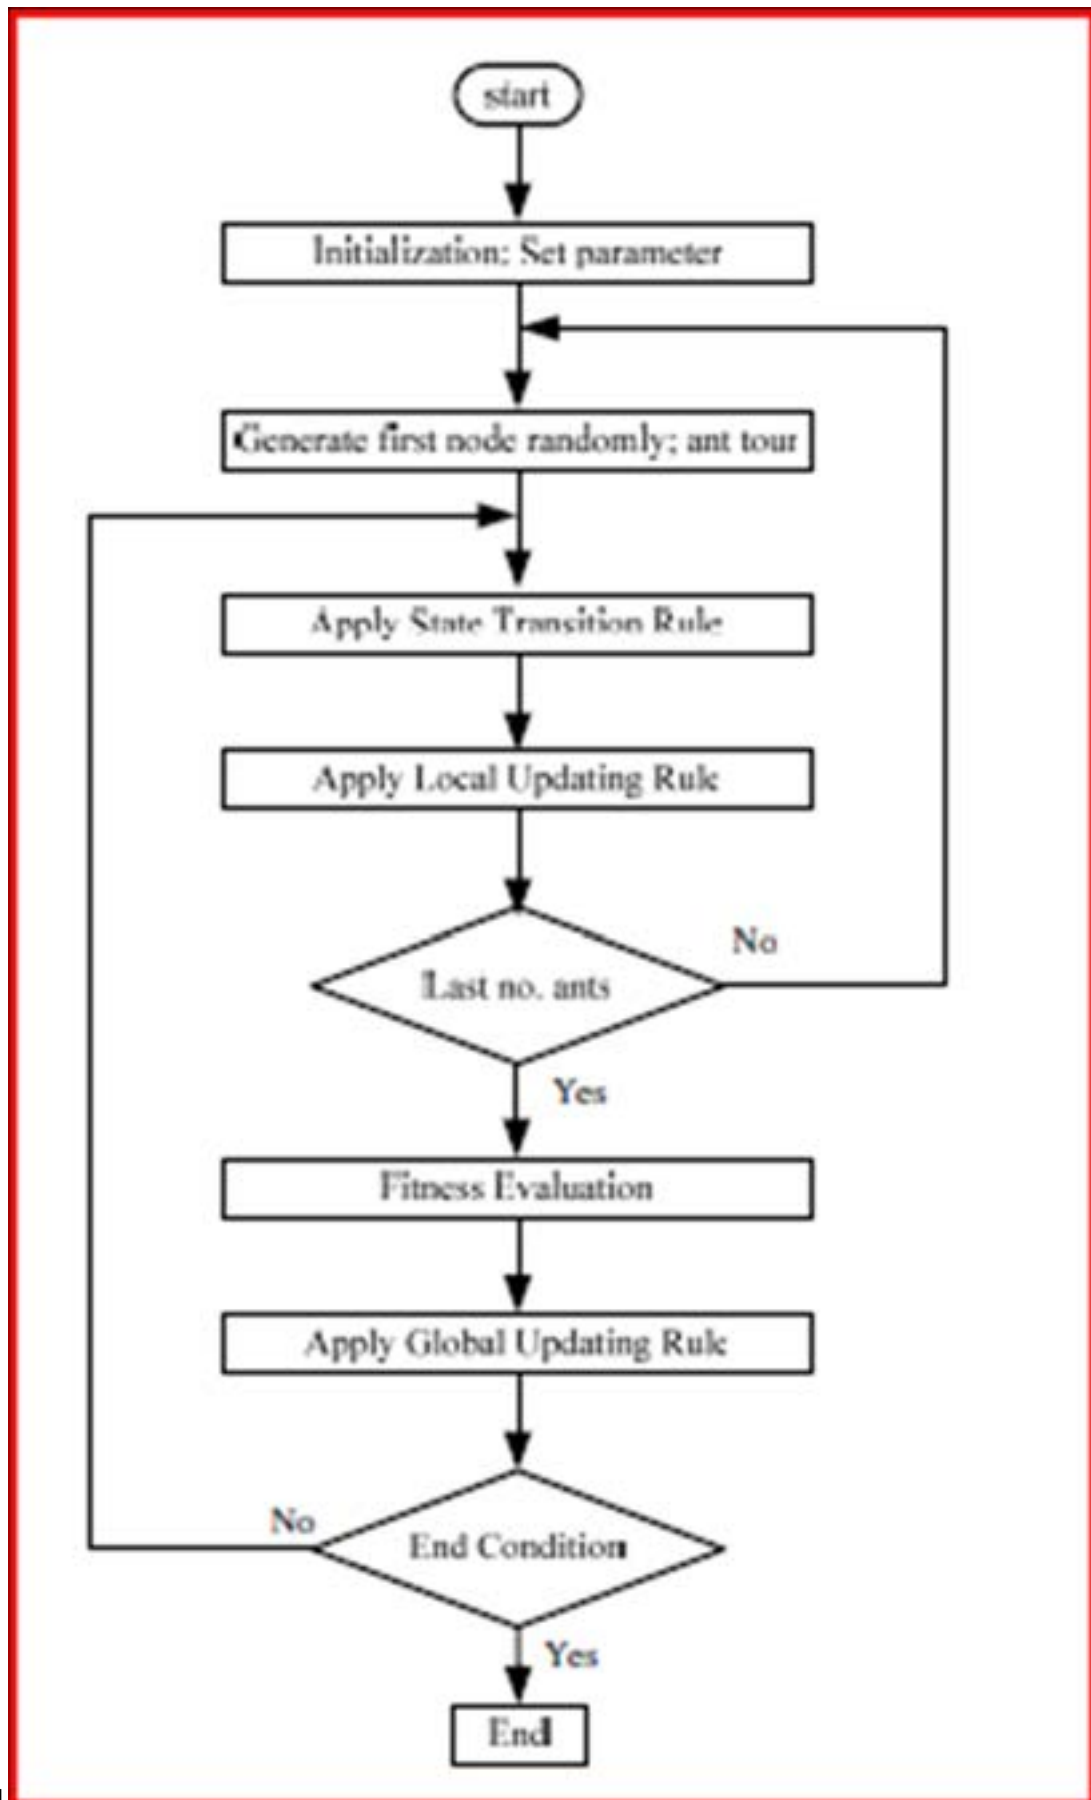 start
Initialization; Set parameter
Generate first node randomly; ant tour
Apply State Transition Rule
Apply Local Updating Rule
Last no. ants
No
Yes
Fitness Evaluation
Apply Global Updating Rule
No
End Condition
Yes
End